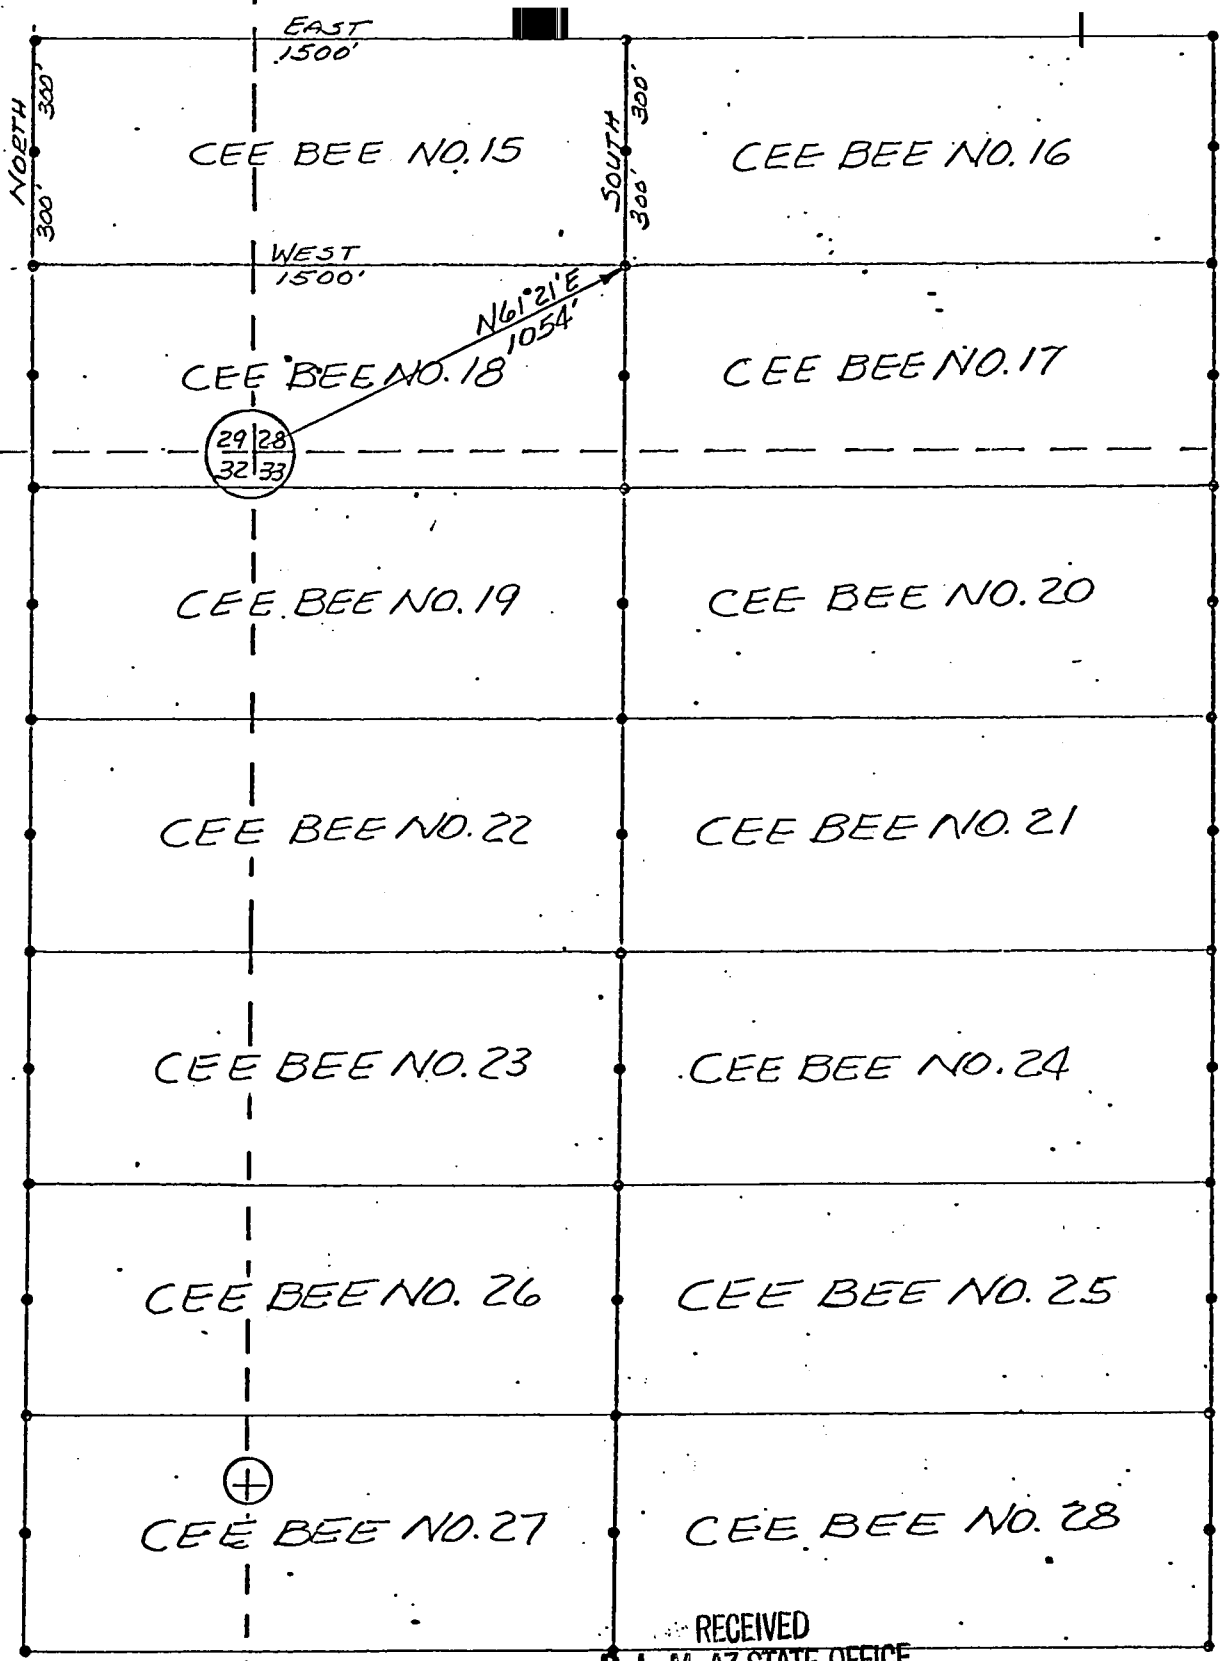 EAST
1500'
NORTH
300'
300'
SOUTH
300'
300'
CEE BEE NO. 15
CEE BEE NO. 16
WEST
1500'
N61°21'E
1054'
CEE BEE NO. 18
CEE BEE NO. 17
29 28
32 33
CEE BEE NO. 19
CEE BEE NO. 20
CEE BEE NO. 22
CEE BEE NO. 21
CEE BEE NO. 23
CEE BEE NO. 24
CEE BEE NO. 26
CEE BEE NO. 25
CEE BEE NO. 27
CEE BEE NO. 28
RECEIVED
AZ STATE OFFICE